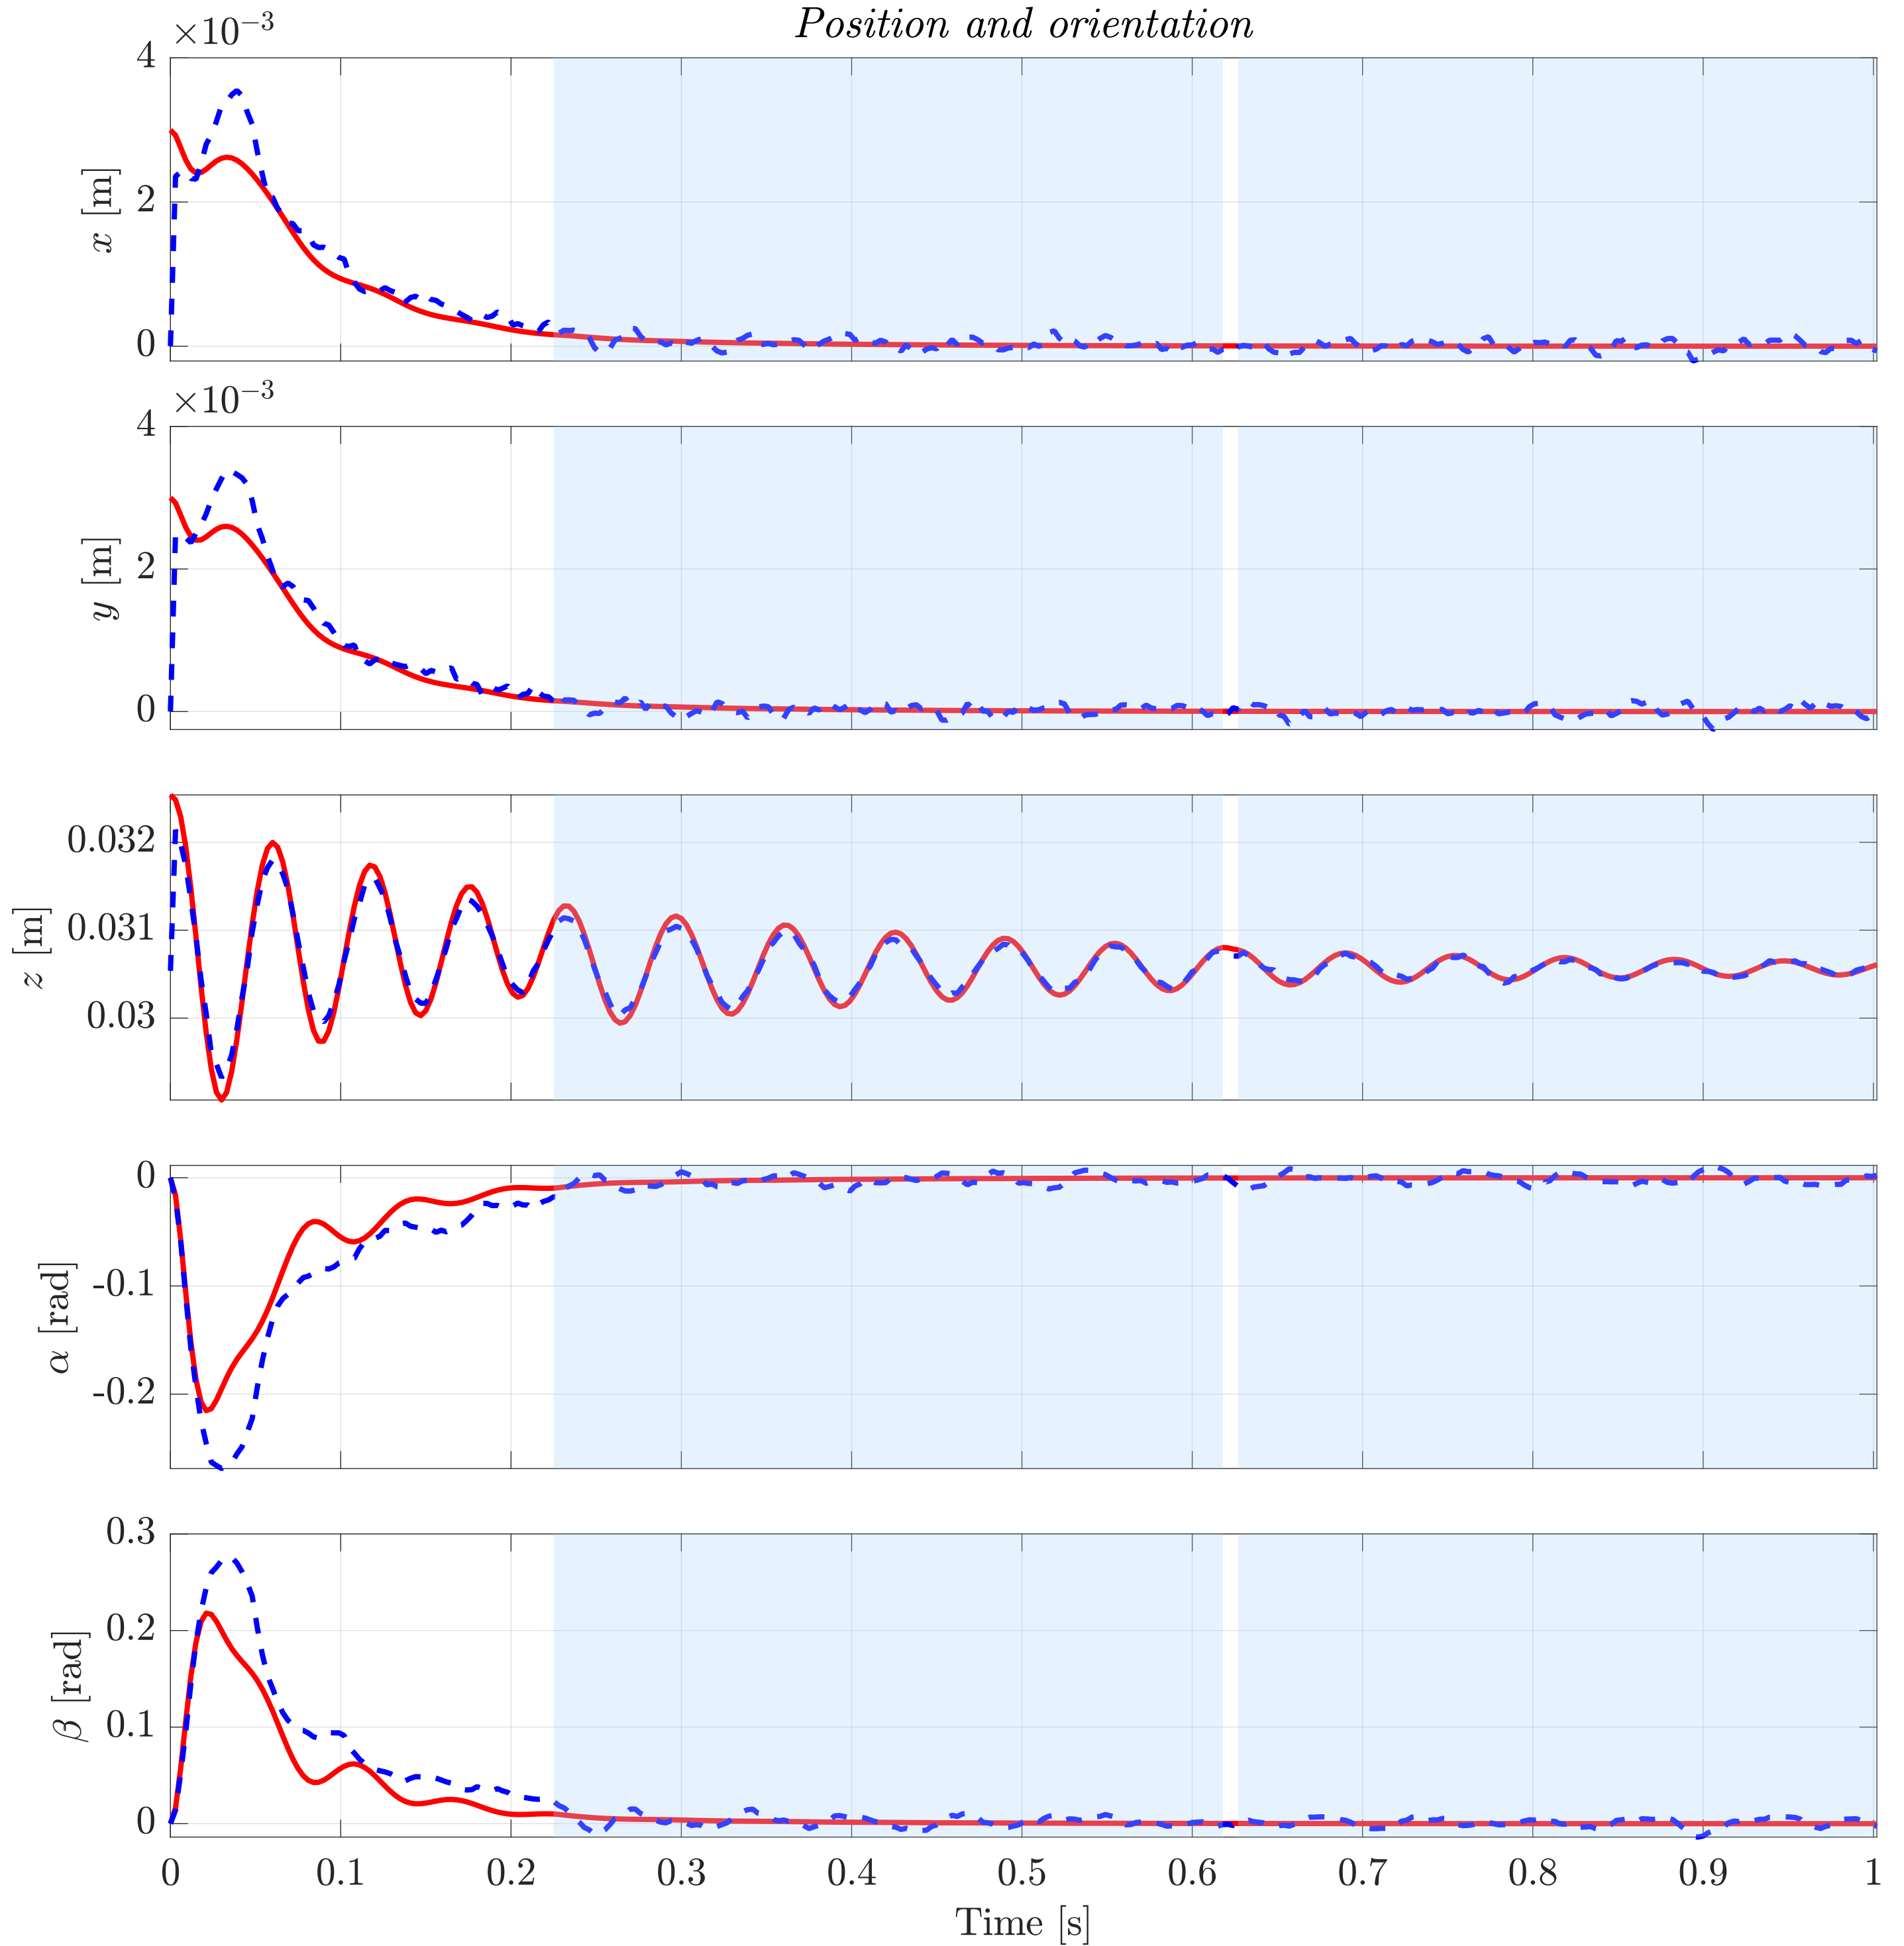 Position and orientation
×10⁻³
4
2
0
x [m]
×10⁻³
4
2
0
y [m]
0.032
0.031
0.03
z [m]
0
-0.1
-0.2
α [rad]
0.3
0.2
0.1
0
β [rad]
0 0.1 0.2 0.3 0.4 0.5 0.6 0.7 0.8 0.9 1
Time [s]